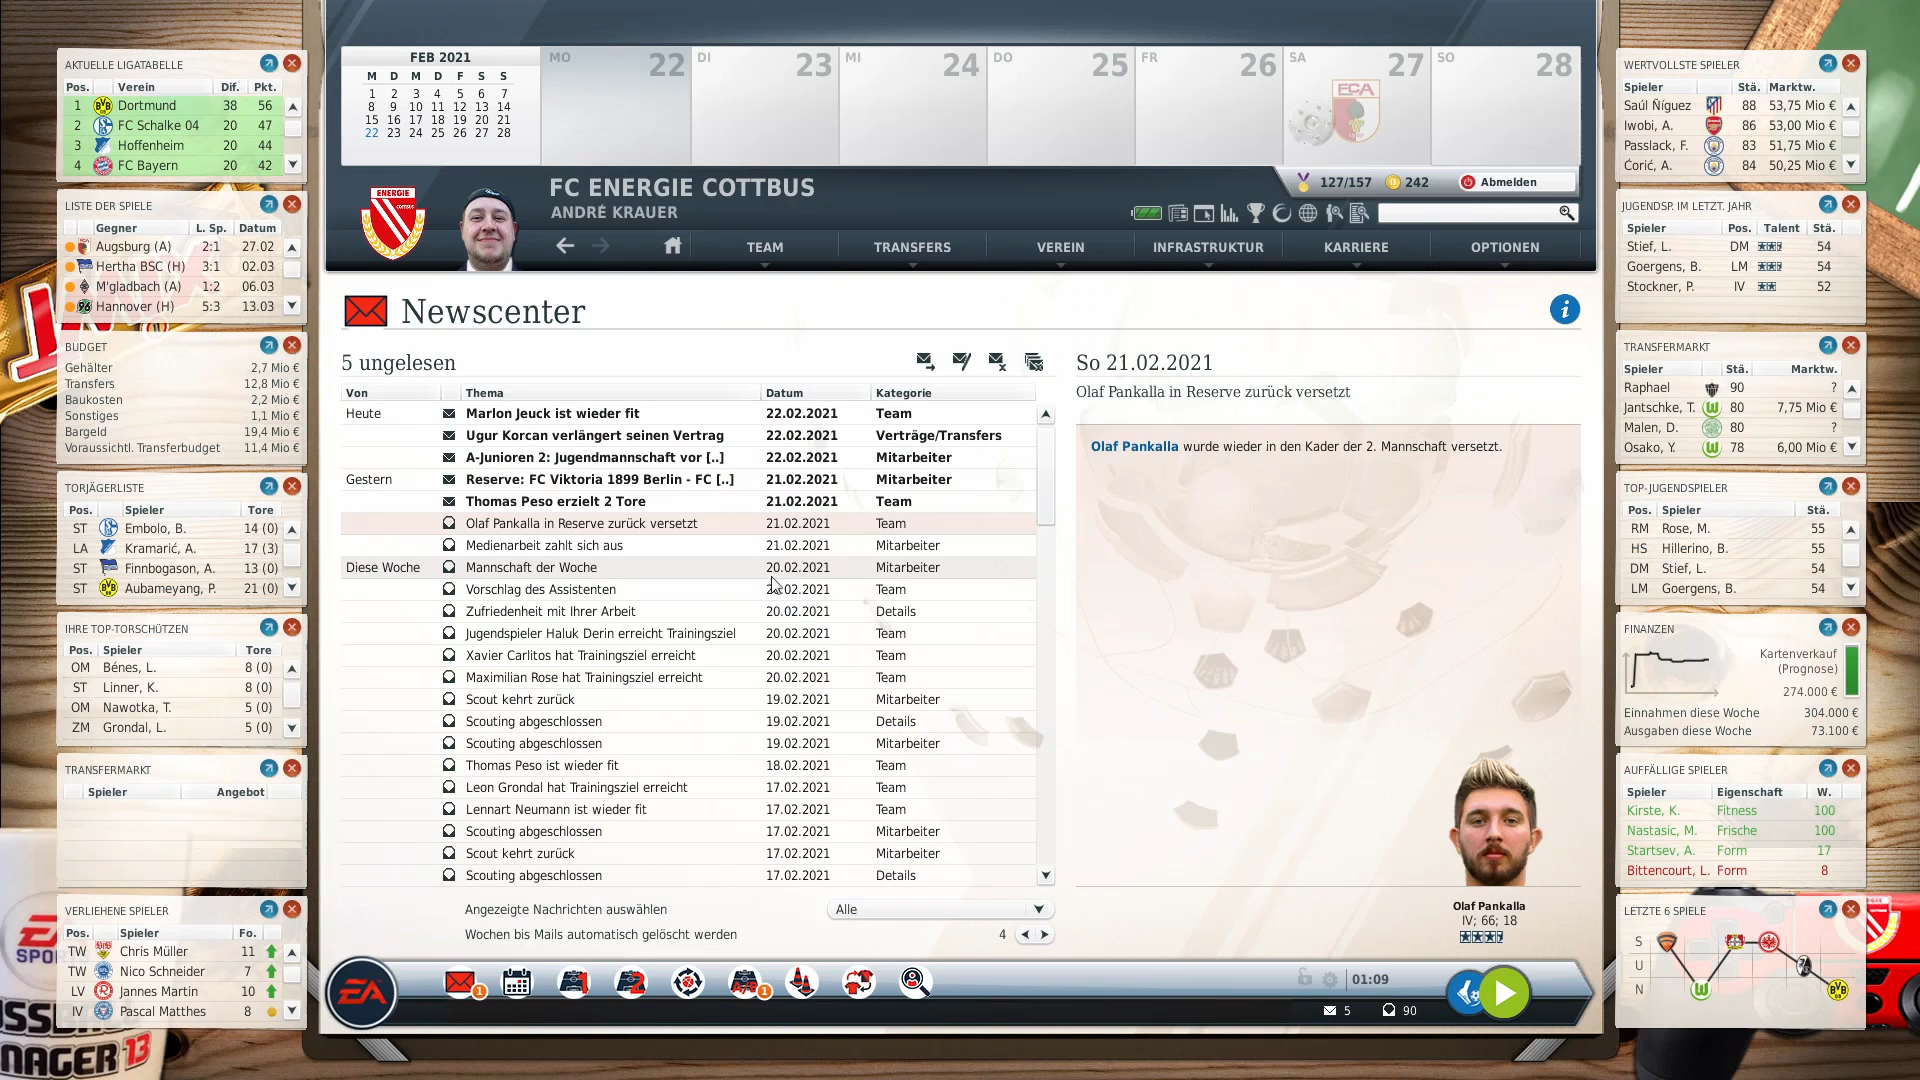 AKTUELLE LIGATABELLE
Pos. Verein Dif. Pkt.
1 Dortmund 38 56
2 FC Schalke 04 20 47
3 Hoffenheim 20 44
4 FC Bayern 20 42
LISTE DER SPIELE
Gegner L. Sp. Datum
Augsburg (A) 2:1 27.02
Hertha BSC (H) 3:1 02.03
M'gladbach (A) 1:2 06.03
Hannover (H) 5:3 13.03
BUDGET
Gehälter 2,7 Mio €
Transfers 12,8 Mio €
Baukosten 2,2 Mio €
Sonstiges 1,1 Mio €
Bargeld 19,4 Mio €
Voraussichtl. Transferbudget 11,4 Mio €
TORJÄGERLISTE
Pos. Spieler Tore
ST Embolo, B. 14 (0)
LA Kramarić, A. 17 (3)
ST Finnbogason, A. 13 (0)
ST Aubameyang, P. 21 (0)
IHRE TOP-TORSCHÜTZEN
Pos. Spieler Tore
OM Bénes, L. 8 (0)
ST Linner, K. 8 (0)
OM Nawotka, T. 5 (0)
ZM Grondal, L. 5 (0)
TRANSFERMARKT
Spieler Angebot
VERLIEHENE SPIELER
Pos. Spieler Fo.
TW Chris Müller 11
TW Nico Schneider 7
LV Jannes Martin 10
IV Pascal Matthes 8
FEB 2021
M D M D F S S
1 2 3 4 5 6 7
8 9 10 11 12 13 14
15 16 17 18 19 20 21
22 23 24 25 26 27 28
MO 22 DI 23 MI 24 DO 25 FR 26 SA 27 SO 28
FCA
ENERGIE
COTTBUS
FC ENERGIE COTTBUS
ANDRÉ KRAUER
127/157 242 Abmelden
TEAM TRANSFERS VEREIN INFRASTRUKTUR KARRIERE OPTIONEN
Newscenter
5 ungelesen
Von Thema Datum Kategorie
Heute Marlon Jeuck ist wieder fit 22.02.2021 Team
Ugur Korcan verlängert seinen Vertrag 22.02.2021 Verträge/Transfers
A-Junioren 2: Jugendmannschaft vor [..] 22.02.2021 Mitarbeiter
Gestern Reserve: FC Viktoria 1899 Berlin - FC [..] 21.02.2021 Mitarbeiter
Thomas Peso erzielt 2 Tore 21.02.2021 Team
Olaf Pankalla in Reserve zurück versetzt 21.02.2021 Team
Medienarbeit zahlt sich aus 21.02.2021 Mitarbeiter
Diese Woche Mannschaft der Woche 20.02.2021 Mitarbeiter
Vorschlag des Assistenten 20.02.2021 Team
Zufriedenheit mit Ihrer Arbeit 20.02.2021 Details
Jugendspieler Haluk Derin erreicht Trainingsziel 20.02.2021 Team
Xavier Carlitos hat Trainingsziel erreicht 20.02.2021 Team
Maximilian Rose hat Trainingsziel erreicht 20.02.2021 Team
Scout kehrt zurück 19.02.2021 Mitarbeiter
Scouting abgeschlossen 19.02.2021 Details
Scouting abgeschlossen 19.02.2021 Mitarbeiter
Thomas Peso ist wieder fit 18.02.2021 Team
Leon Grondal hat Trainingsziel erreicht 17.02.2021 Team
Lennart Neumann ist wieder fit 17.02.2021 Team
Scouting abgeschlossen 17.02.2021 Mitarbeiter
Scout kehrt zurück 17.02.2021 Mitarbeiter
Scouting abgeschlossen 17.02.2021 Details
Angezeigte Nachrichten auswählen Alle
Wochen bis Mails automatisch gelöscht werden 4
So 21.02.2021
Olaf Pankalla in Reserve zurück versetzt
Olaf Pankalla wurde wieder in den Kader der 2. Mannschaft versetzt.
Olaf Pankalla
IV; 66; 18
EA
1 1 2 A/B 1
01:09
5 90
WERTVOLLSTE SPIELER
Spieler Stä. Marktw.
Saúl Ñíguez 88 53,75 Mio €
Iwobi, A. 86 53,00 Mio €
Passlack, F. 83 51,75 Mio €
Ćorić, A. 84 50,25 Mio €
JUGENDSP. IM LETZT. JAHR
Spieler Pos. Talent Stä.
Stief, L. DM 54
Goergens, B. LM 54
Stockner, P. IV 52
TRANSFERMARKT
Spieler Stä. Marktw.
Raphael 90 ?
Jantschke, T. 80 7,75 Mio €
Malen, D. 80 ?
Osako, Y. 78 6,00 Mio €
TOP-JUGENDSPIELER
Pos. Spieler Stä.
RM Rose, M. 55
HS Hillerino, B. 55
DM Stief, L. 54
LM Goergens, B. 54
FINANZEN
Kartenverkauf
(Prognose)
274.000 €
Einnahmen diese Woche 304.000 €
Ausgaben diese Woche 73.100 €
AUFFÄLLIGE SPIELER
Spieler Eigenschaft W.
Kirste, K. Fitness 100
Nastasic, M. Frische 100
Startsev, A. Form 17
Bittencourt, L. Form 8
LETZTE 6 SPIELE
S
U
N